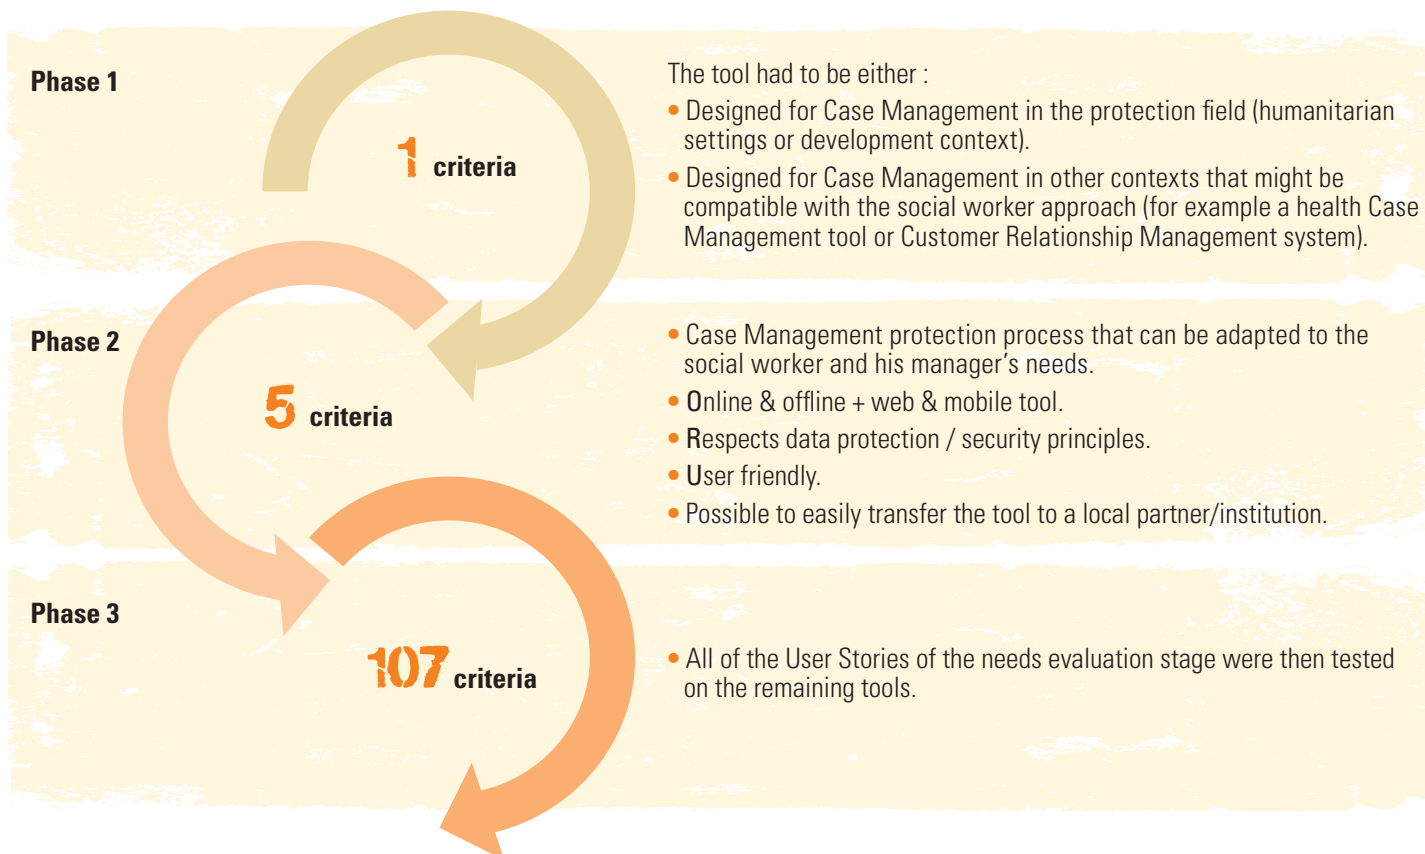 Phase 1
1 criteria
The tool had to be either :
• Designed for Case Management in the protection field (humanitarian
settings or development context).
• Designed for Case Management in other contexts that might be
compatible with the social worker approach (for example a health Case
Management tool or Customer Relationship Management system).
Phase 2
5 criteria
• Case Management protection process that can be adapted to the
social worker and his manager’s needs.
• Online & offline + web & mobile tool.
• Respects data protection / security principles.
• User friendly.
• Possible to easily transfer the tool to a local partner/institution.
Phase 3
107 criteria
• All of the User Stories of the needs evaluation stage were then tested
on the remaining tools.